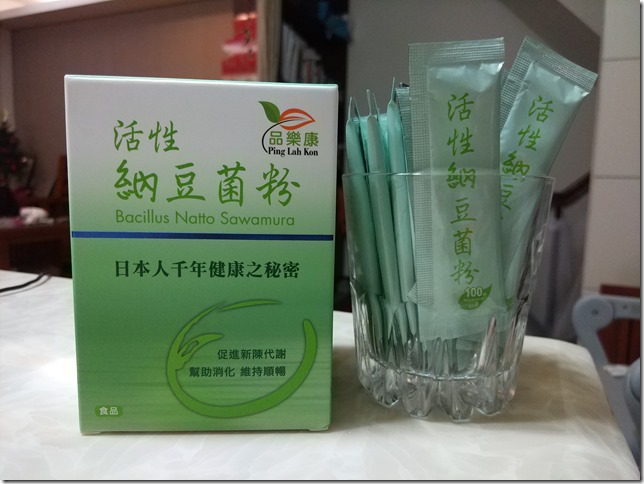 品樂康
Ping Lah Kon
活性
納豆菌粉
Bacillus Natto Sawamura
日本人千年健康之秘密
促進新陳代謝
幫助消化 維持順暢
食品
活性納豆菌粉
100
活性納豆